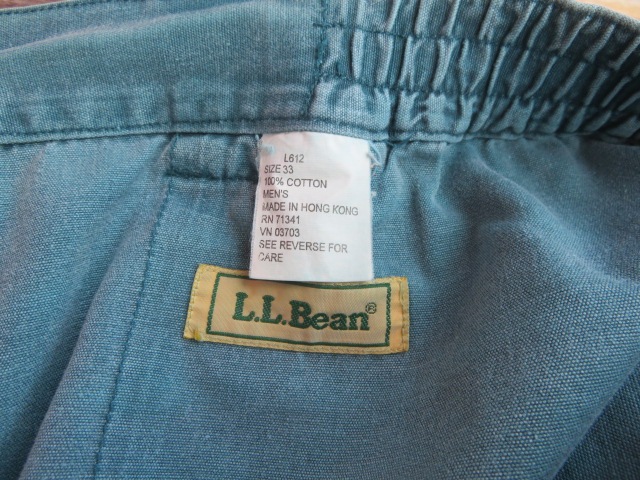 L612
SIZE 33
100% COTTON
MEN'S
MADE IN HONG KONG
RN 71341
VN 03703
SEE REVERSE FOR
CARE
L.L.Bean®